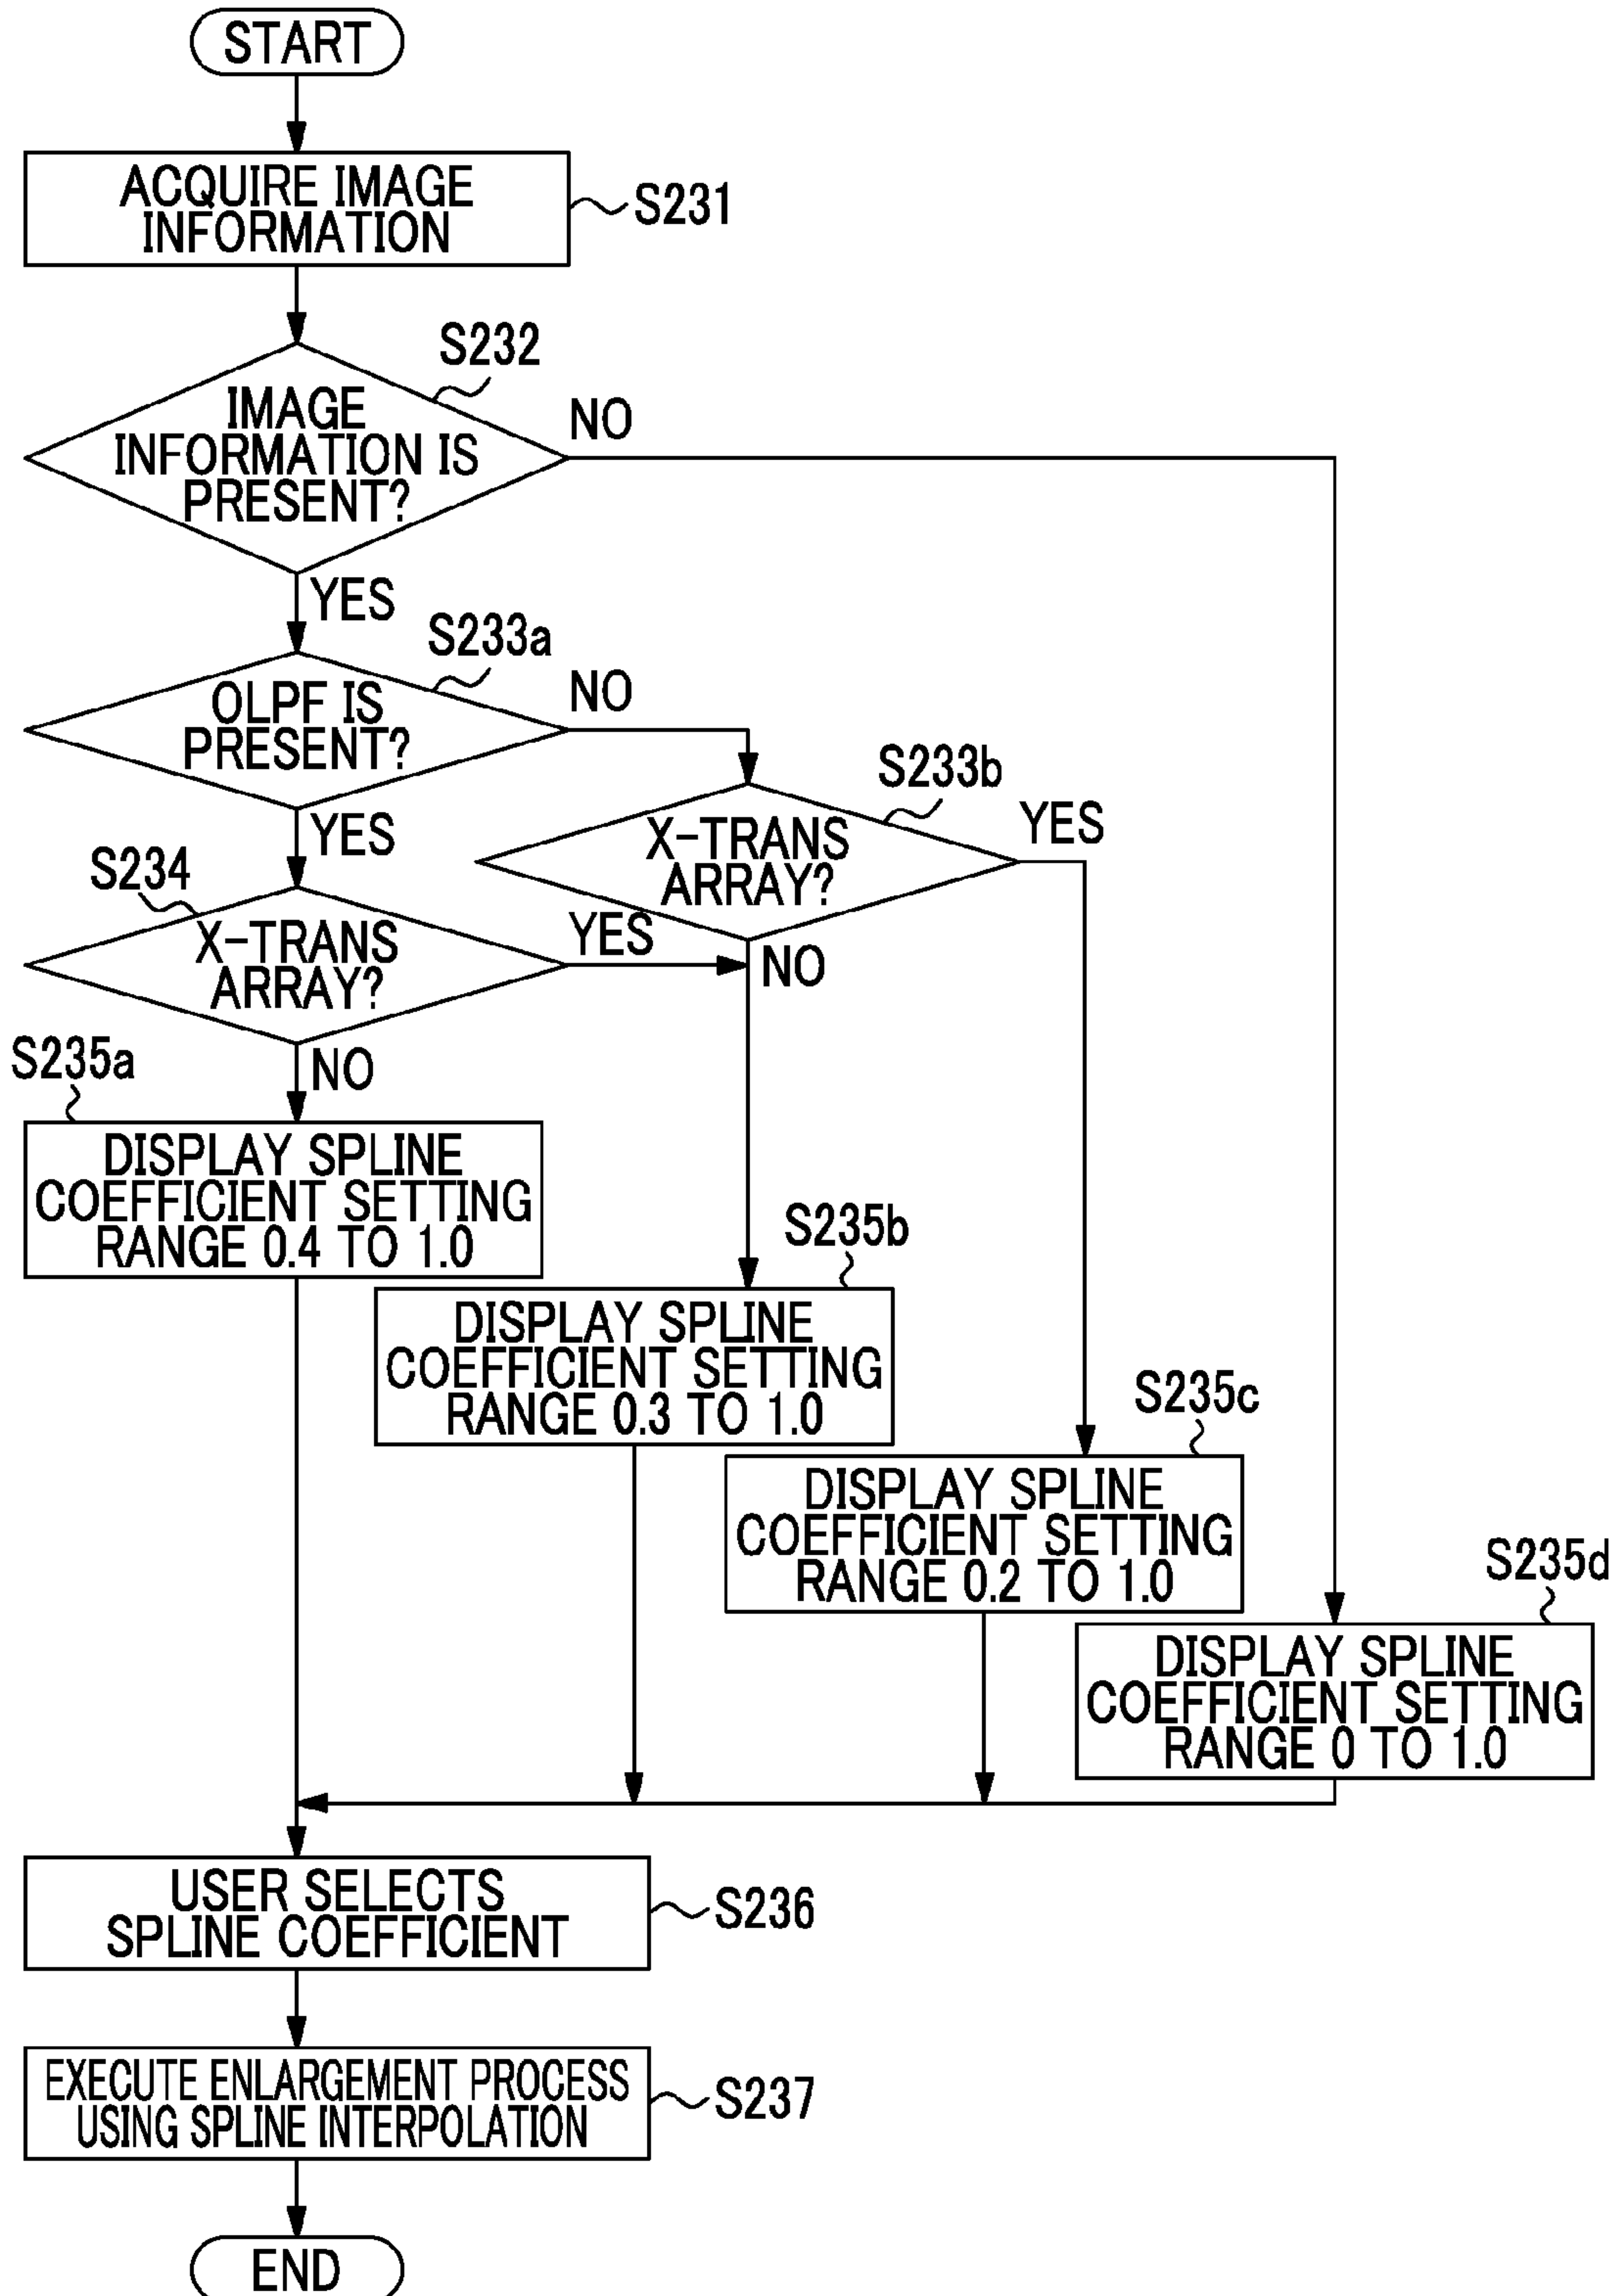 START
ACQUIRE IMAGE
INFORMATION
S231
S232
IMAGE
INFORMATION IS
PRESENT?
NO
YES
S233a
OLPF IS
PRESENT?
NO
YES
S233b
X-TRANS
ARRAY?
YES
NO
S234
X-TRANS
ARRAY?
YES
NO
S235a
DISPLAY SPLINE
COEFFICIENT SETTING
RANGE 0.4 TO 1.0
S235b
DISPLAY SPLINE
COEFFICIENT SETTING
RANGE 0.3 TO 1.0
S235c
DISPLAY SPLINE
COEFFICIENT SETTING
RANGE 0.2 TO 1.0
S235d
DISPLAY SPLINE
COEFFICIENT SETTING
RANGE 0 TO 1.0
USER SELECTS
SPLINE COEFFICIENT
S236
EXECUTE ENLARGEMENT PROCESS
USING SPLINE INTERPOLATION
S237
END